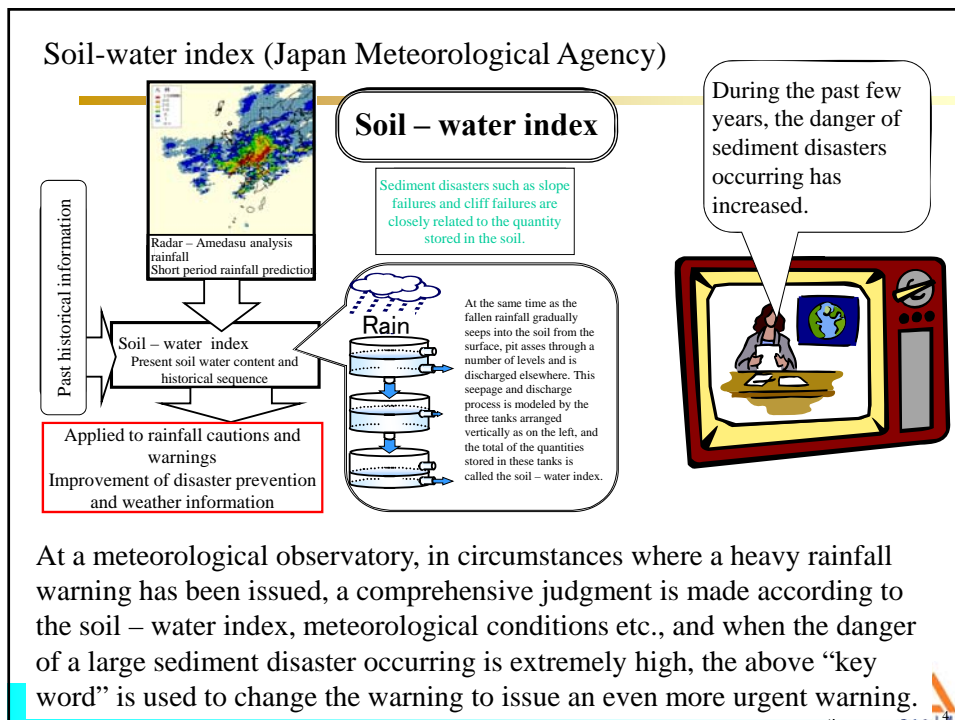 Soil-water index (Japan Meteorological Agency)
Soil – water index
During the past few
years, the danger of
sediment disasters
occurring has
increased.
Sediment disasters such as slope
failures and cliff failures are
closely related to the quantity
stored in the soil.
Past historical information
Radar – Amedasu analysis
rainfall
Short period rainfall prediction
Soil – water index
Present soil water content and
historical sequence
Applied to rainfall cautions and
warnings
Improvement of disaster prevention
and weather information
Rain
At the same time as the
fallen rainfall gradually
seeps into the soil from the
surface, pit asses through a
number of levels and is
discharged elsewhere. This
seepage and discharge
process is modeled by the
three tanks arranged
vertically as on the left, and
the total of the quantities
stored in these tanks is
called the soil – water index.
At a meteorological observatory, in circumstances where a heavy rainfall
warning has been issued, a comprehensive judgment is made according to
the soil – water index, meteorological conditions etc., and when the danger
of a large sediment disaster occurring is extremely high, the above “key
word” is used to change the warning to issue an even more urgent warning.
4